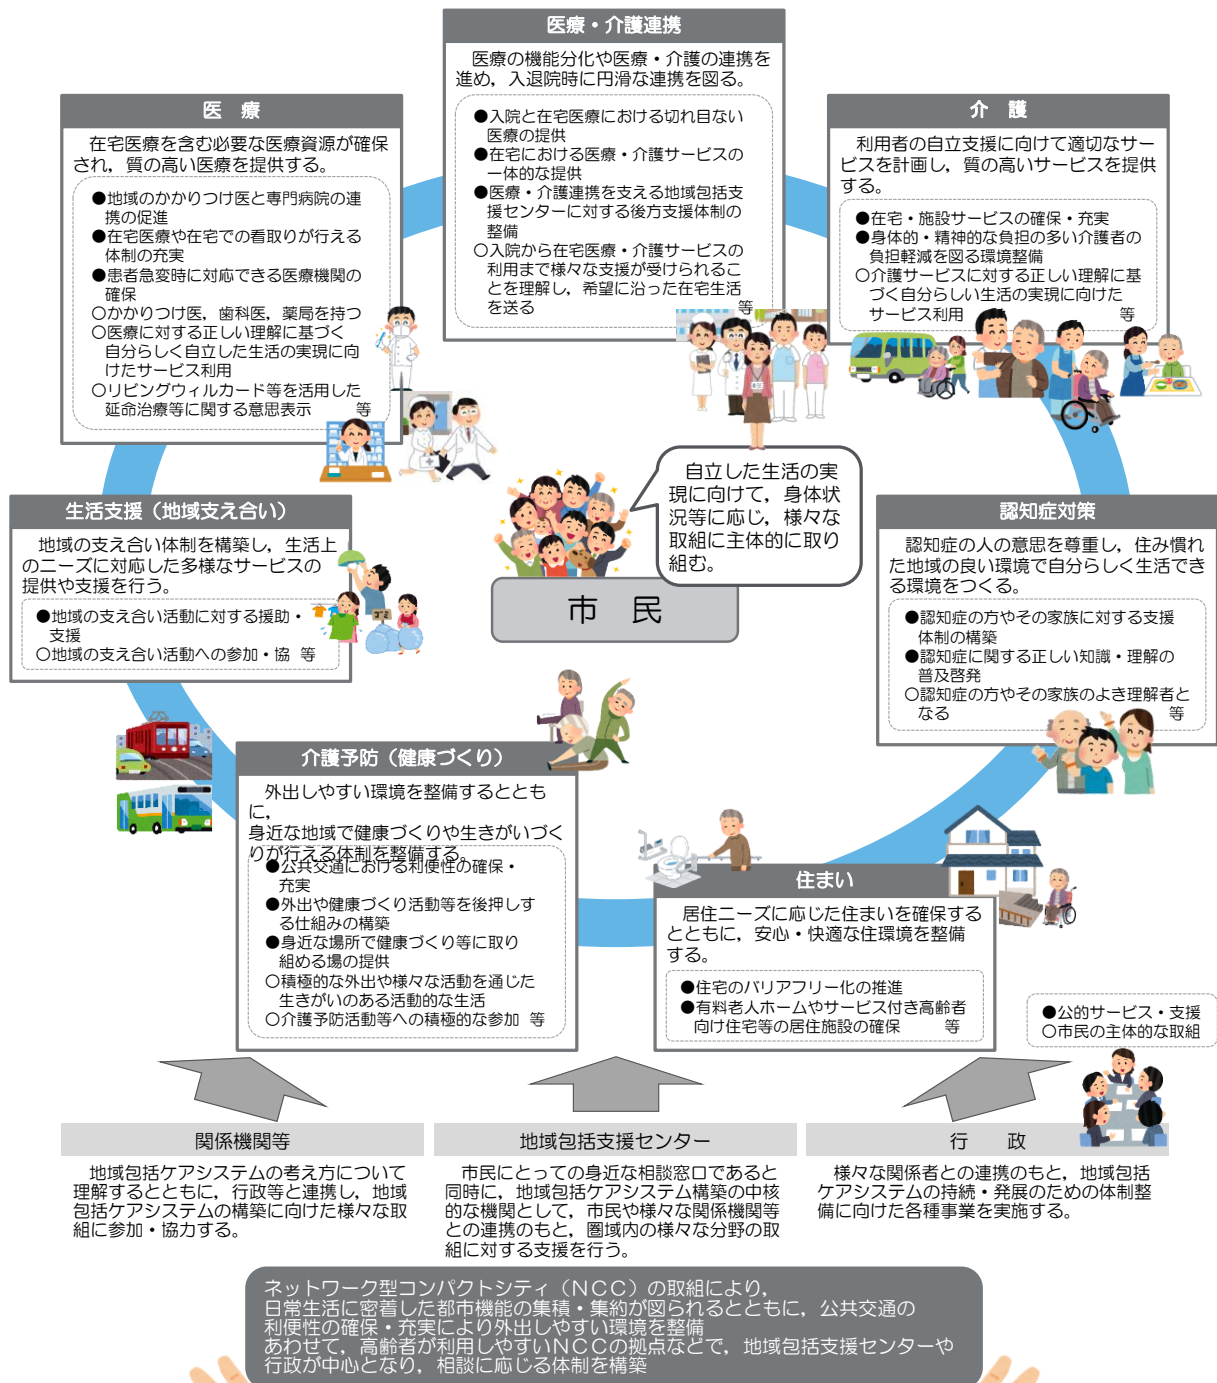 医療・介護連携
医療の機能分化や医療・介護の連携を
進め，入退院時に円滑な連携を図る。
●入院と在宅医療における切れ目ない
医療の提供
●在宅における医療・介護サービスの
一体的な提供
●医療・介護連携を支える地域包括支
援センターに対する後方支援体制の
整備
○入院から在宅医療・介護サービスの
利用まで様々な支援が受けられるこ
とを理解し，希望に沿った在宅生活
を送る 等
医 療
在宅医療を含む必要な医療資源が確保
され，質の高い医療を提供する。
●地域のかかりつけ医と専門病院の連
携の促進
●在宅医療や在宅での看取りが行える
体制の充実
●患者急変時に対応できる医療機関の
確保
○かかりつけ医，歯科医，薬局を持つ
○医療に対する正しい理解に基づく
自分らしく自立した生活の実現に向
けたサービス利用
○リビングウィルカード等を活用した
延命治療等に関する意思表示 等
介 護
利用者の自立支援に向けて適切なサー
ビスを計画し，質の高いサービスを提供
する。
●在宅・施設サービスの確保・充実
●身体的・精神的な負担の多い介護者の
負担軽減を図る環境整備
○介護サービスに対する正しい理解に基
づく自分らしい生活の実現に向けた
サービス利用 等
自立した生活の実
現に向けて，身体状
況等に応じ，様々な
取組に主体的に取り
組む。
市 民
生活支援（地域支え合い）
地域の支え合い体制を構築し，生活上
のニーズに対応した多様なサービスの
提供や支援を行う。
●地域の支え合い活動に対する援助・
支援
○地域の支え合い活動への参加・協 等
ゴミ
認知症対策
認知症の人の意思を尊重し，住み慣れ
た地域の良い環境で自分らしく生活でき
る環境をつくる。
●認知症の方やその家族に対する支援
体制の構築
●認知症に関する正しい知識・理解の
普及啓発
○認知症の方やその家族のよき理解者と
なる 等
介護予防（健康づくり）
外出しやすい環境を整備するととも
に，
身近な地域で健康づくりや生きがいづく
りが行える体制を整備する。
●公共交通における利便性の確保・
充実
●外出や健康づくり活動等を後押しす
る仕組みの構築
●身近な場所で健康づくり等に取り
組める場の提供
○積極的な外出や様々な活動を通じた
生きがいのある活動的な生活
○介護予防活動等への積極的な参加 等
住まい
居住ニーズに応じた住まいを確保する
とともに，安心・快適な住環境を整備
する。
●住宅のバリアフリー化の推進
●有料老人ホームやサービス付き高齢者
向け住宅等の居住施設の確保 等
●公的サービス・支援
○市民の主体的な取組
関係機関等
地域包括ケアシステムの考え方について
理解するとともに，行政等と連携し，地域
包括ケアシステムの構築に向けた様々な取
組に参加・協力する。
地域包括支援センター
市民にとっての身近な相談窓口であると
同時に，地域包括ケアシステム構築の中核
的な機関として，市民や様々な関係機関等
との連携のもと，圏域内の様々な分野の取
組に対する支援を行う。
行 政
様々な関係者との連携のもと，地域包括
ケアシステムの持続・発展のための体制整
備に向けた各種事業を実施する。
ネットワーク型コンパクトシティ（ＮＣＣ）の取組により，
日常生活に密着した都市機能の集積・集約が図られるとともに，公共交通の
利便性の確保・充実により外出しやすい環境を整備
あわせて，高齢者が利用しやすいＮＣＣの拠点などで，地域包括支援センターや
行政が中心となり，相談に応じる体制を構築